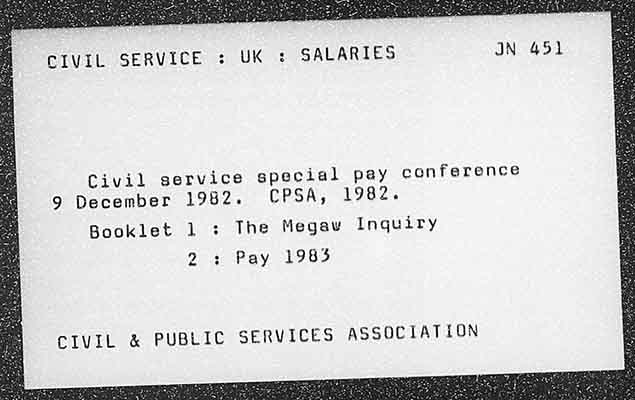 CIVIL SERVICE : UK : SALARIES JN 451
Civil service special pay conference
9 December 1982. CPSA, 1982.
Booklet 1 : The Megaw Inquiry
2 : Pay 1983
CIVIL & PUBLIC SERVICES ASSOCIATION